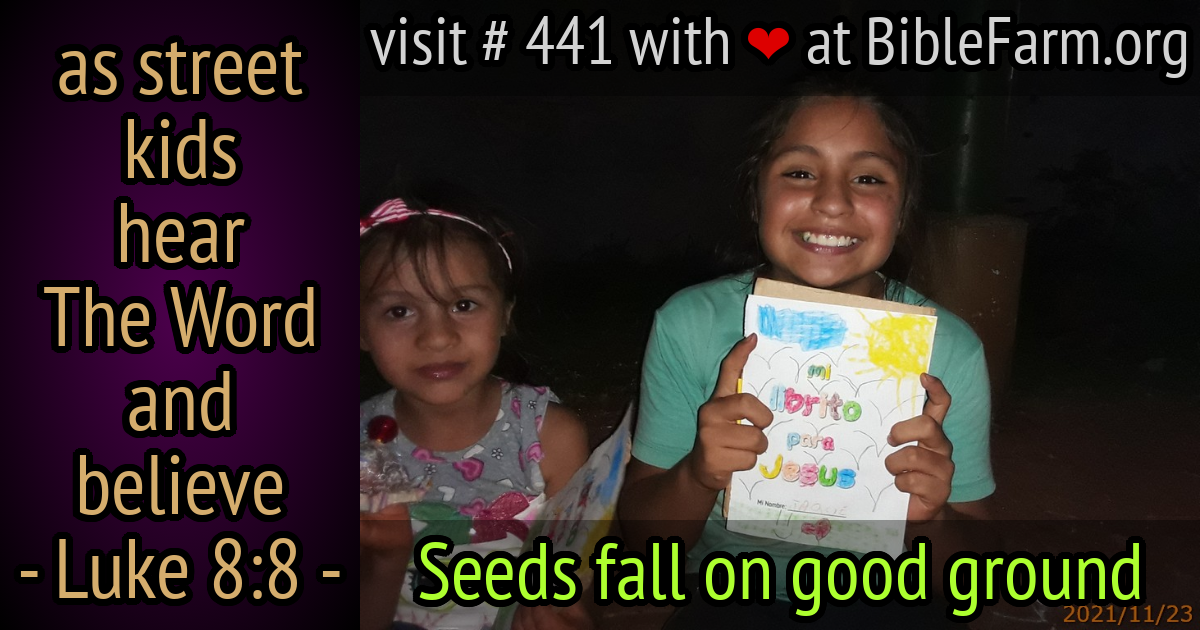 as street
kids
hear
The Word
and
believe
- Luke 8:8 -
visit # 441 with ❤ at BibleFarm.org
mi
librito
para
Jesus
Mi Nombre:
Seeds fall on good ground
2021/11/23